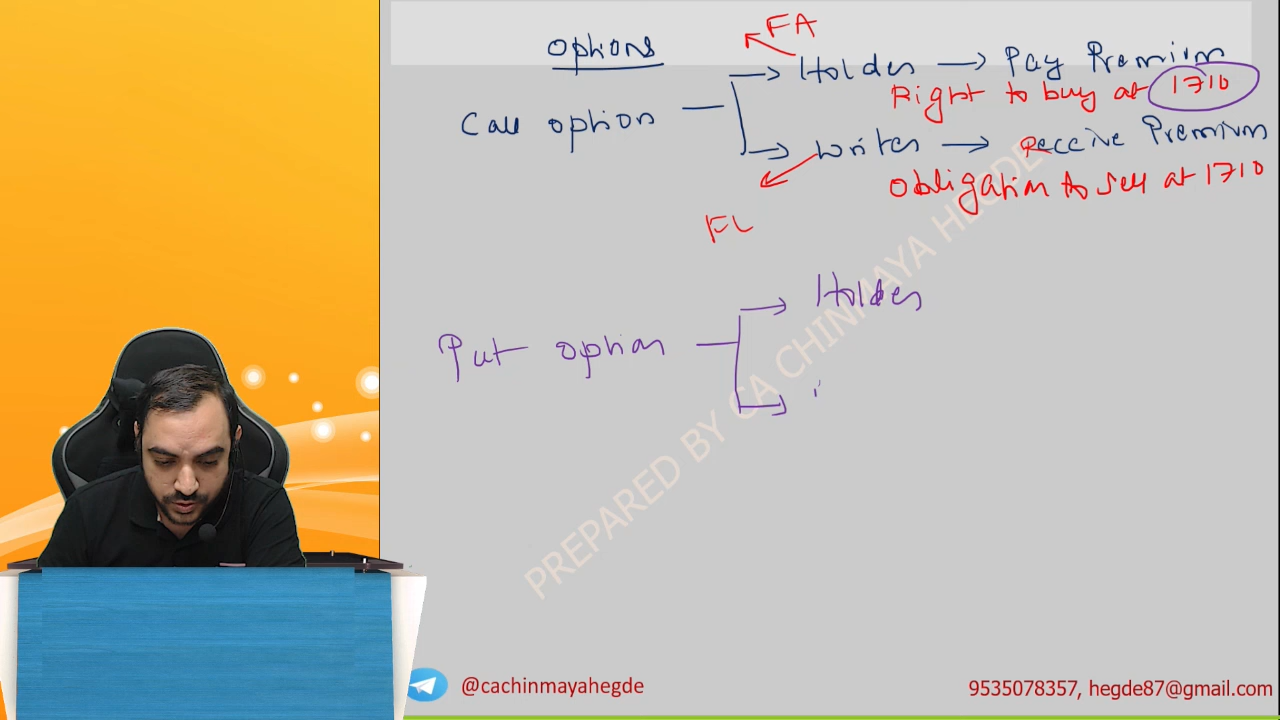 Options
FA
Call option
Holder → Pay Premium
Right to buy at 1710
Writer → Receive Premium
Obligation to sell at 1710
FL
Put option
Holder
PREPARED BY CA CHINMAYA HEGDE
@cachinmayahegde
9535078357, hegde87@gmail.com